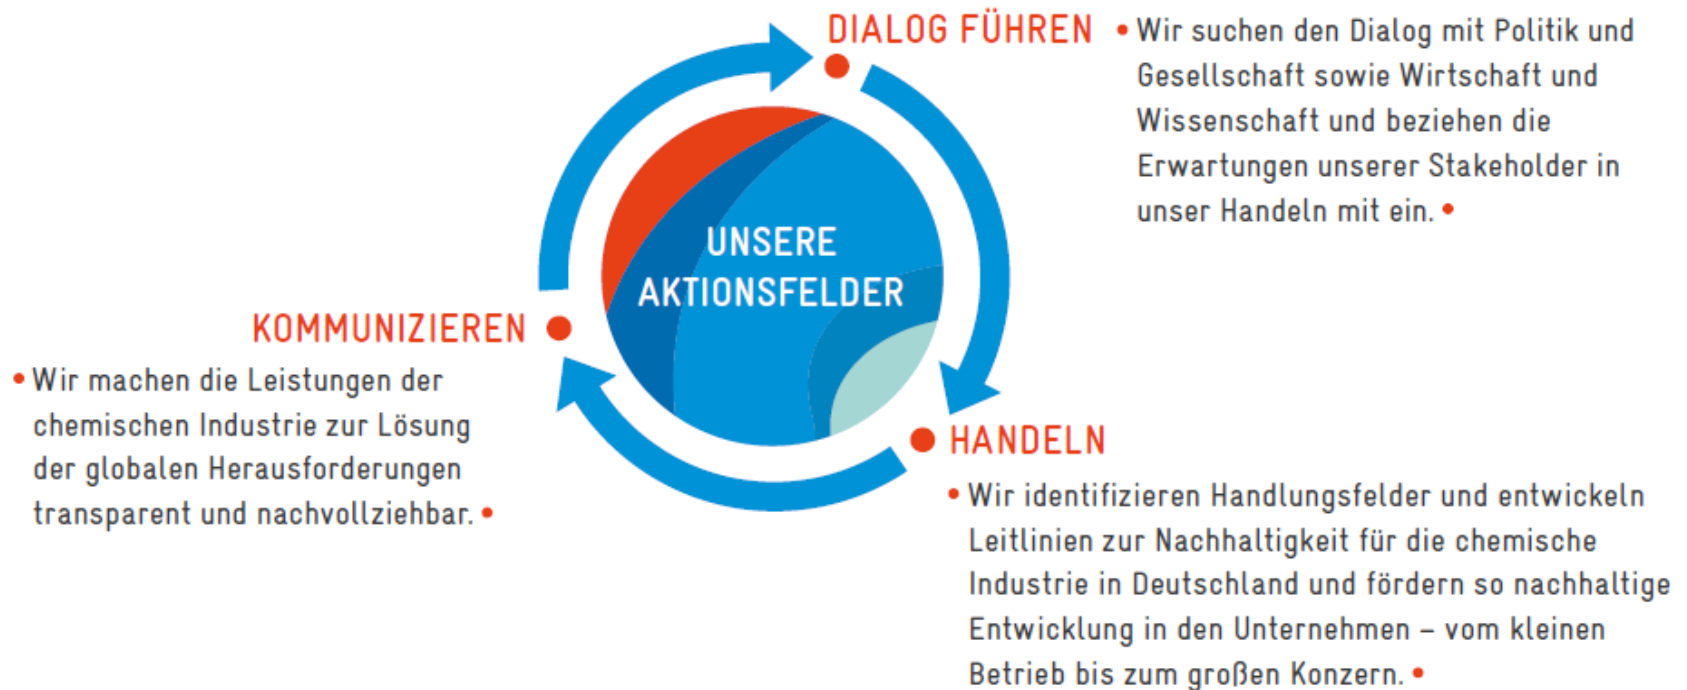 DIALOG FÜHREN
• Wir suchen den Dialog mit Politik und
Gesellschaft sowie Wirtschaft und
Wissenschaft und beziehen die
Erwartungen unserer Stakeholder in
unser Handeln mit ein. •
UNSERE
AKTIONSFELDER
KOMMUNIZIEREN
• Wir machen die Leistungen der
chemischen Industrie zur Lösung
der globalen Herausforderungen
transparent und nachvollziehbar. •
HANDELN
• Wir identifizieren Handlungsfelder und entwickeln
Leitlinien zur Nachhaltigkeit für die chemische
Industrie in Deutschland und fördern so nachhaltige
Entwicklung in den Unternehmen – vom kleinen
Betrieb bis zum großen Konzern. •